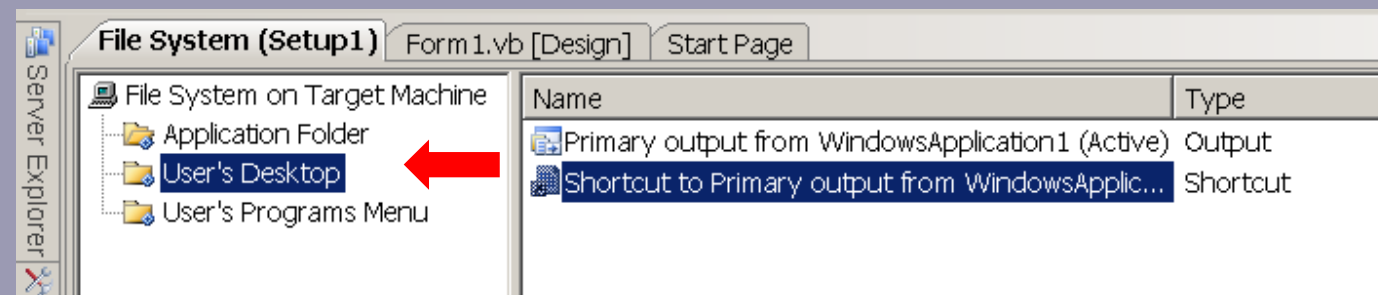 File System (Setup1) Form1.vb [Design] Start Page
Server Explorer
File System on Target Machine
Application Folder
User's Desktop
User's Programs Menu
Name Type
Primary output from WindowsApplication1 (Active) Output
Shortcut to Primary output from WindowsApplic... Shortcut